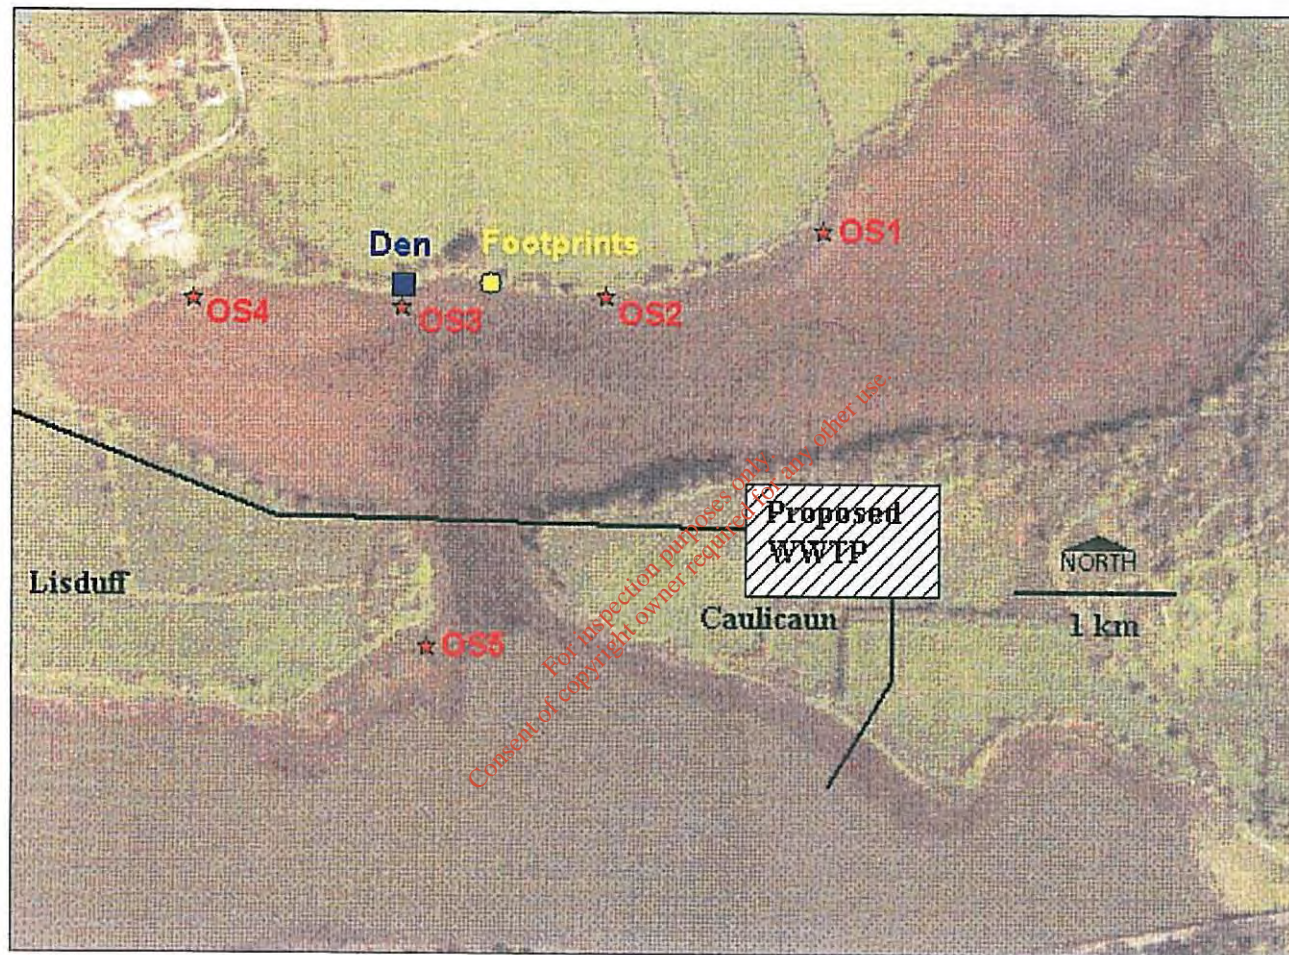 OS1
Den
Footprints
OS4
OS3
OS2
Proposed
WWTP
NORTH
Lisduff
Caulicaun
1 km
OS5
For inspection purposes only.
Consent of copyright owner required for any other use.